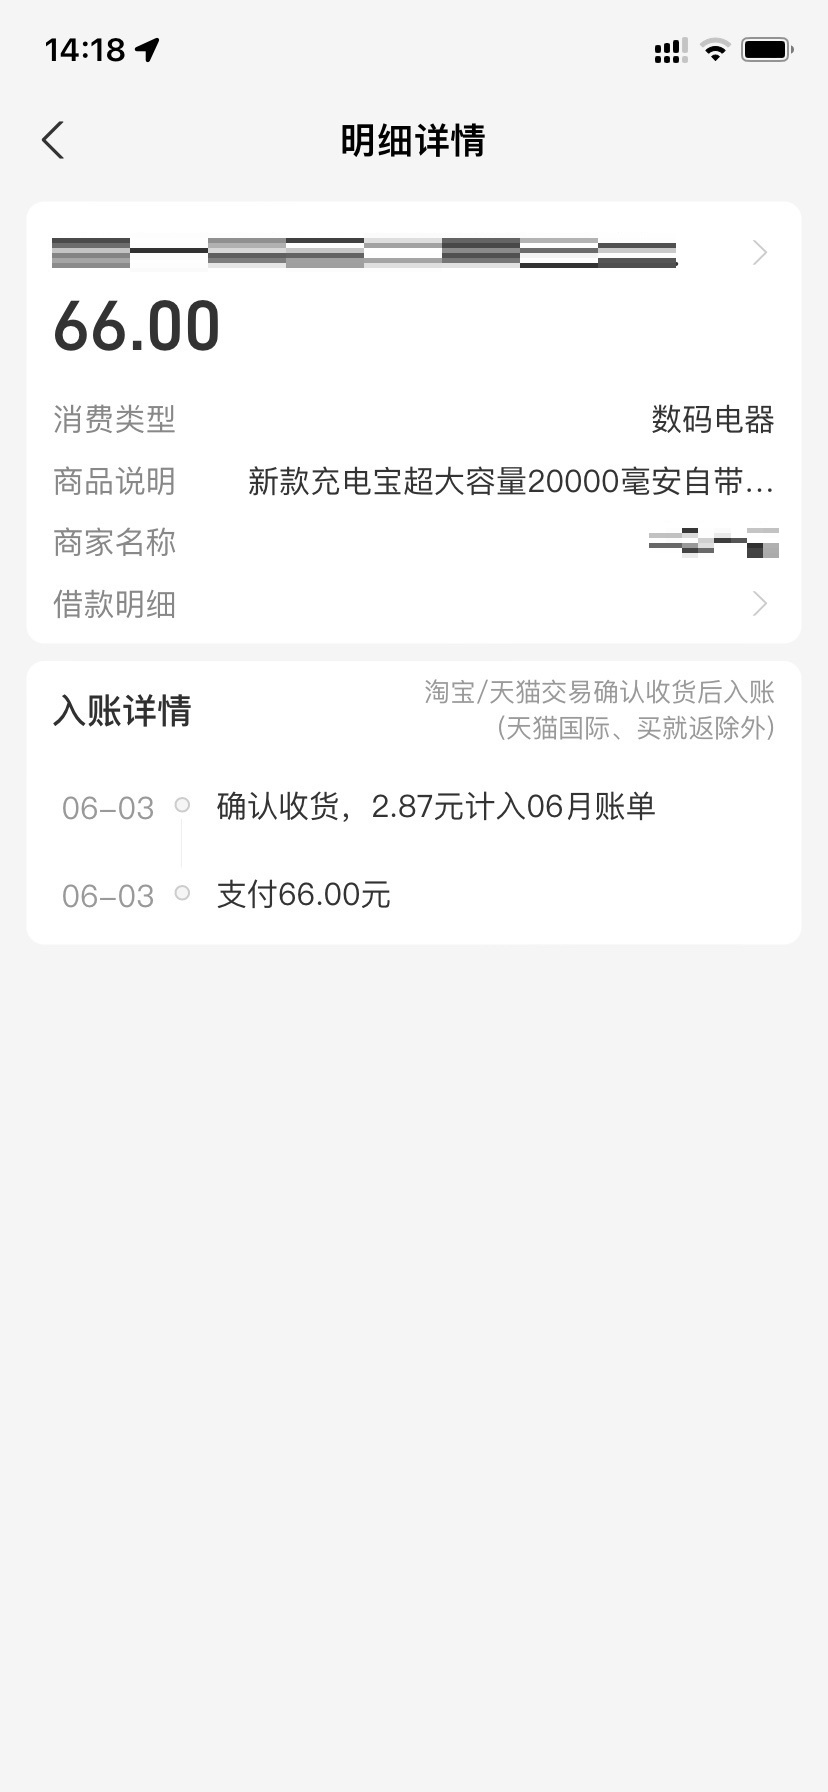 14:18
明细详情
66.00
消费类型 数码电器
商品说明 新款充电宝超大容量20000毫安自带...
商家名称
借款明细
入账详情
淘宝/天猫交易确认收货后入账
(天猫国际、买就返除外)
06-03 确认收货，2.87元计入06月账单
06-03 支付66.00元